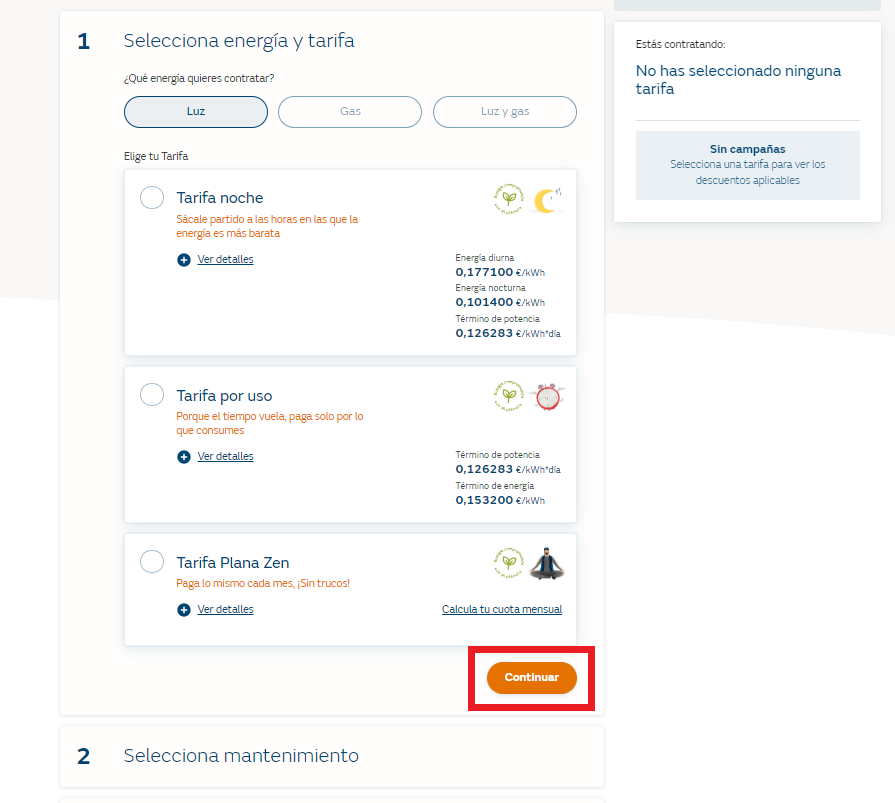 1 Selecciona energía y tarifa
¿Qué energía quieres contratar?
Luz Gas Luz y gas
Elige tu Tarifa
Tarifa noche
Sácale partido a las horas en las que la
energía es más barata
Ver detalles
Energía diurna
0,177100 €/kWh
Energía nocturna
0,101400 €/kWh
Término de potencia
0,126283 €/kWh*día
Tarifa por uso
Porque el tiempo vuela, paga solo por lo
que consumes
Ver detalles
Término de potencia
0,126283 €/kWh*día
Término de energía
0,153200 €/kWh
Tarifa Plana Zen
Paga lo mismo cada mes, ¡Sin trucos!
Ver detalles
Calcula tu cuota mensual
Continuar
2 Selecciona mantenimiento
Estás contratando:
No has seleccionado ninguna
tarifa
Sin campañas
Selecciona una tarifa para ver los
descuentos aplicables